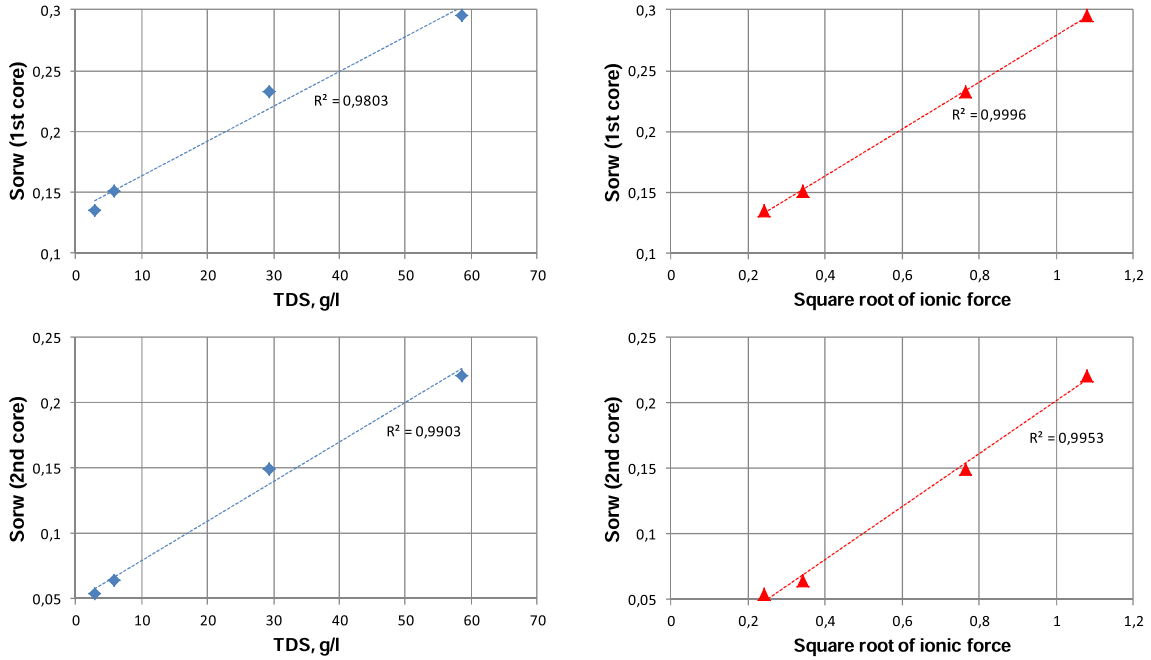 Sorw (1st core)
0,3
0,25
0,2
0,15
0,1
R² = 0,9803
0 10 20 30 40 50 60 70
TDS, g/l
Sorw (1st core)
0,3
0,25
0,2
0,15
0,1
R² = 0,9996
0 0,2 0,4 0,6 0,8 1 1,2
Square root of ionic force
Sorw (2nd core)
0,25
0,2
0,15
0,1
0,05
R² = 0,9903
0 10 20 30 40 50 60 70
TDS, g/l
Sorw (2nd core)
0,25
0,2
0,15
0,1
0,05
R² = 0,9953
0 0,2 0,4 0,6 0,8 1 1,2
Square root of ionic force